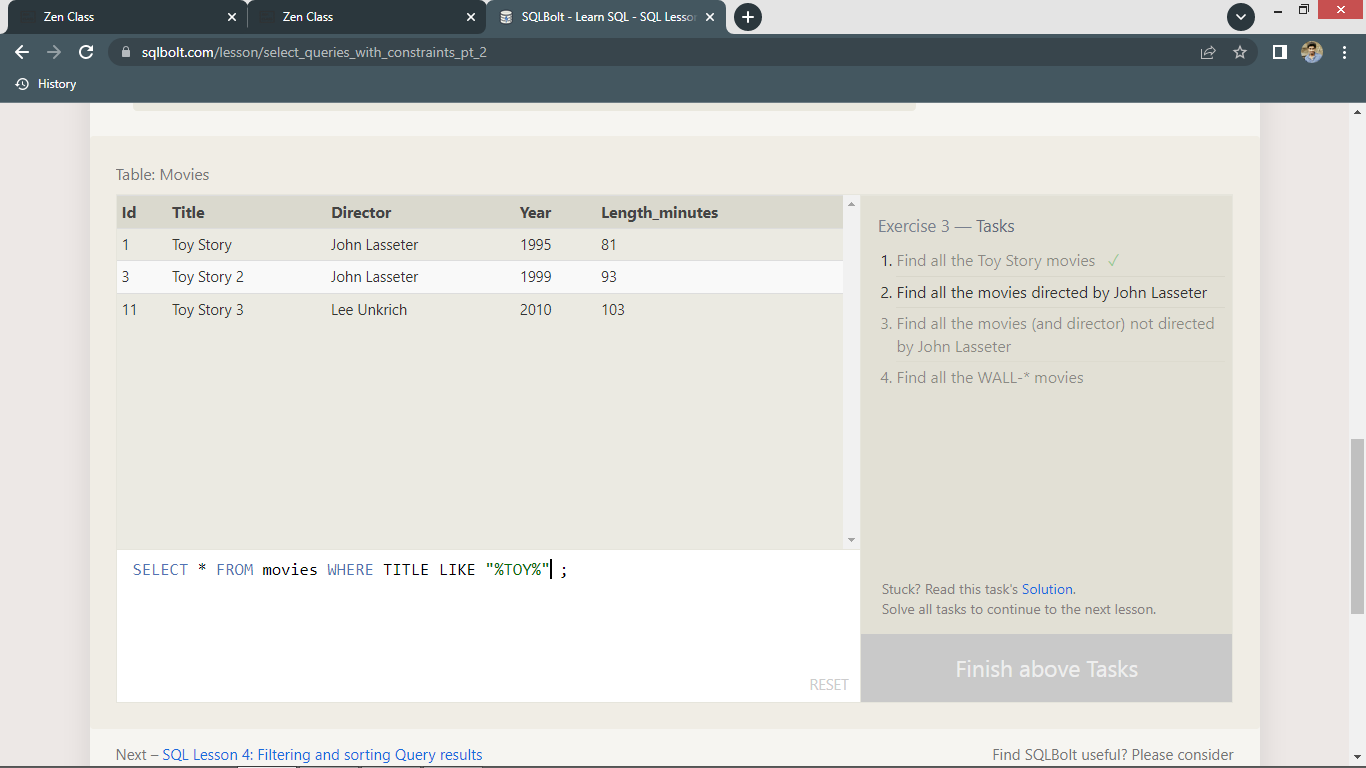 Zen Class
Zen Class
SQLBolt - Learn SQL - SQL Lesson
sqlbolt.com/lesson/select_queries_with_constraints_pt_2
History
Table: Movies
Id Title Director Year Length_minutes
1 Toy Story John Lasseter 1995 81
3 Toy Story 2 John Lasseter 1999 93
11 Toy Story 3 Lee Unkrich 2010 103
SELECT * FROM movies WHERE TITLE LIKE "%TOY%" ;
RESET
Exercise 3 — Tasks
1. Find all the Toy Story movies ✓
2. Find all the movies directed by John Lasseter
3. Find all the movies (and director) not directed
by John Lasseter
4. Find all the WALL-* movies
Stuck? Read this task's Solution.
Solve all tasks to continue to the next lesson.
Finish above Tasks
Next – SQL Lesson 4: Filtering and sorting Query results
Find SQLBolt useful? Please consider